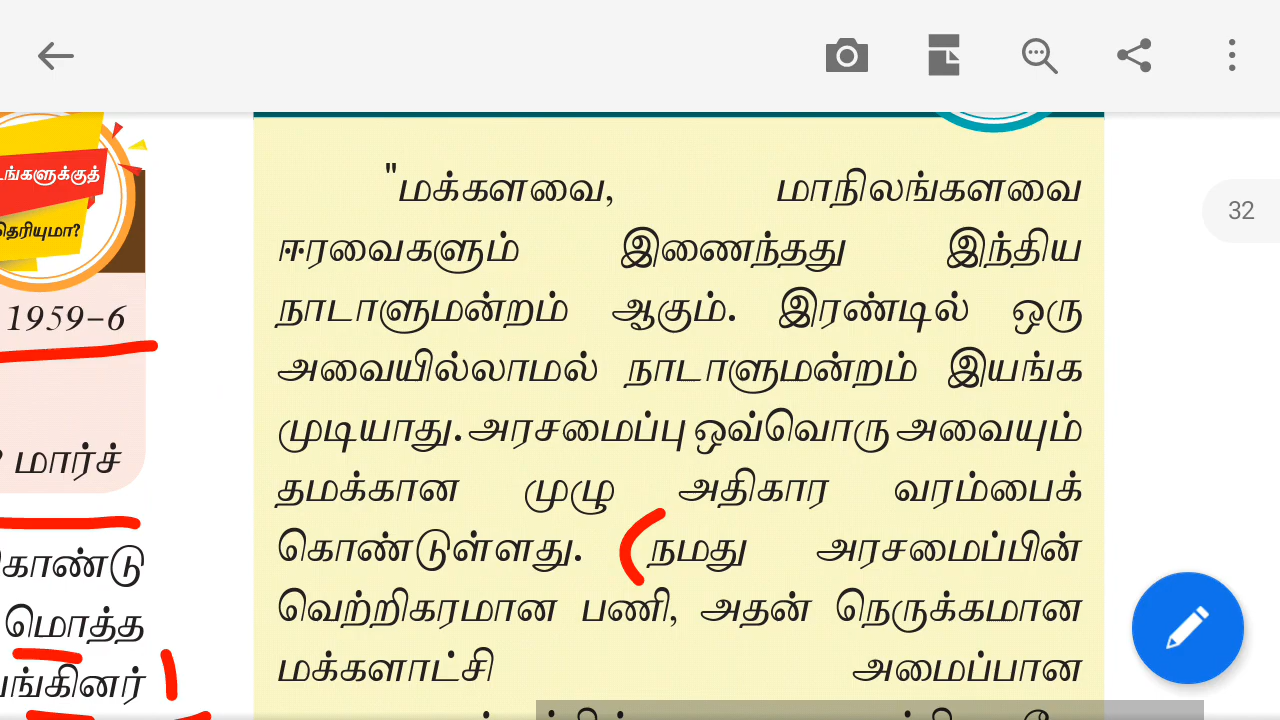 32
டங்களுக்குத்
தெரியுமா?
1959-6
மார்ச்
கொண்டு
மொத்த
"மக்களவை, மாநிலங்களவை
ஈரவைகளும் இணைந்தது இந்திய
நாடாளுமன்றம் ஆகும். இரண்டில் ஒரு
அவையில்லாமல் நாடாளுமன்றம் இயங்க
முடியாது. அரசமைப்பு ஒவ்வொரு அவையும்
தமக்கான முழு அதிகார வரம்பைக்
கொண்டுள்ளது. நமது அரசமைப்பின்
வெற்றிகரமான பணி, அதன் நெருக்கமான
மக்களாட்சி அமைப்பான